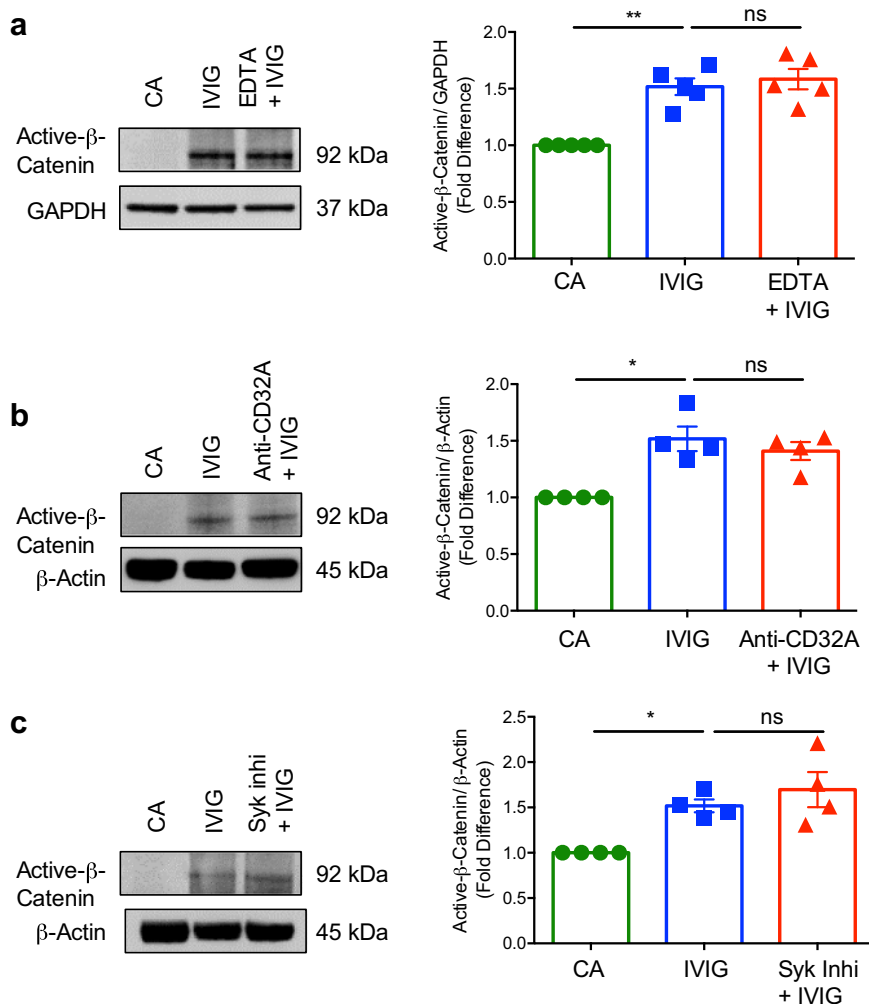 a
CA
IVIG
EDTA
+ IVIG
Active-β-
Catenin
92 kDa
GAPDH
37 kDa
Active-β-Catenin/ GAPDH
(Fold Difference)
2.0
1.5
1.0
0.5
0.0
**
ns
CA
IVIG
EDTA
+ IVIG
b
CA
IVIG
Anti-CD32A
+ IVIG
Active-β-
Catenin
92 kDa
β-Actin
45 kDa
Active-β-Catenin/ β-Actin
(Fold Difference)
2.0
1.5
1.0
0.5
0.0
*
ns
CA
IVIG
Anti-CD32A
+ IVIG
c
CA
IVIG
Syk inhi
+ IVIG
Active-β-
Catenin
92 kDa
β-Actin
45 kDa
Active-β-Catenin/ β-Actin
(Fold Difference)
2.5
2.0
1.5
1.0
0.5
0.0
*
ns
CA
IVIG
Syk Inhi
+ IVIG